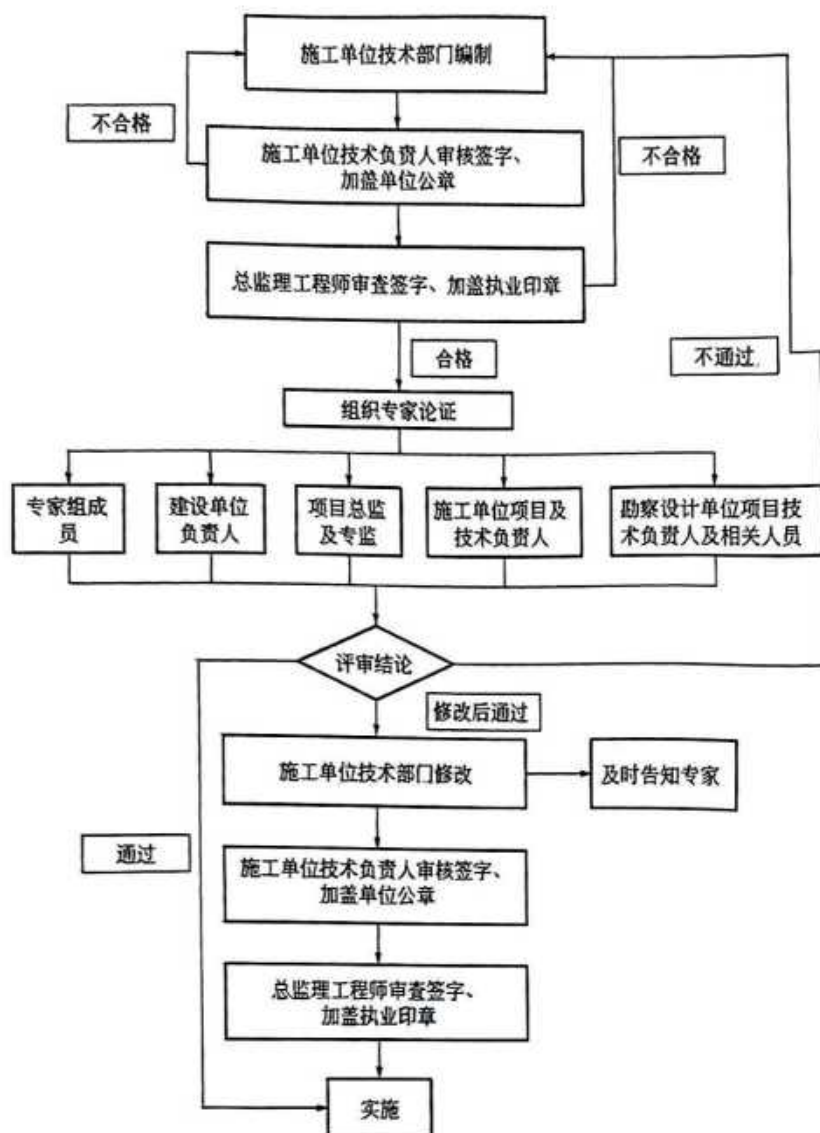 施工单位技术部门编制
不合格
施工单位技术负责人审核签字、
加盖单位公章
不合格
总监理工程师审查签字、加盖执业印章
合格
不通过
组织专家论证
专家组成
员
建设单位
负责人
项目总监
及专监
施工单位项目及
技术负责人
勘察设计单位项目技
术负责人及相关人员
评审结论
修改后通过
施工单位技术部门修改
及时告知专家
通过
施工单位技术负责人审核签字、
加盖单位公章
总监理工程师审查签字、
加盖执业印章
实施